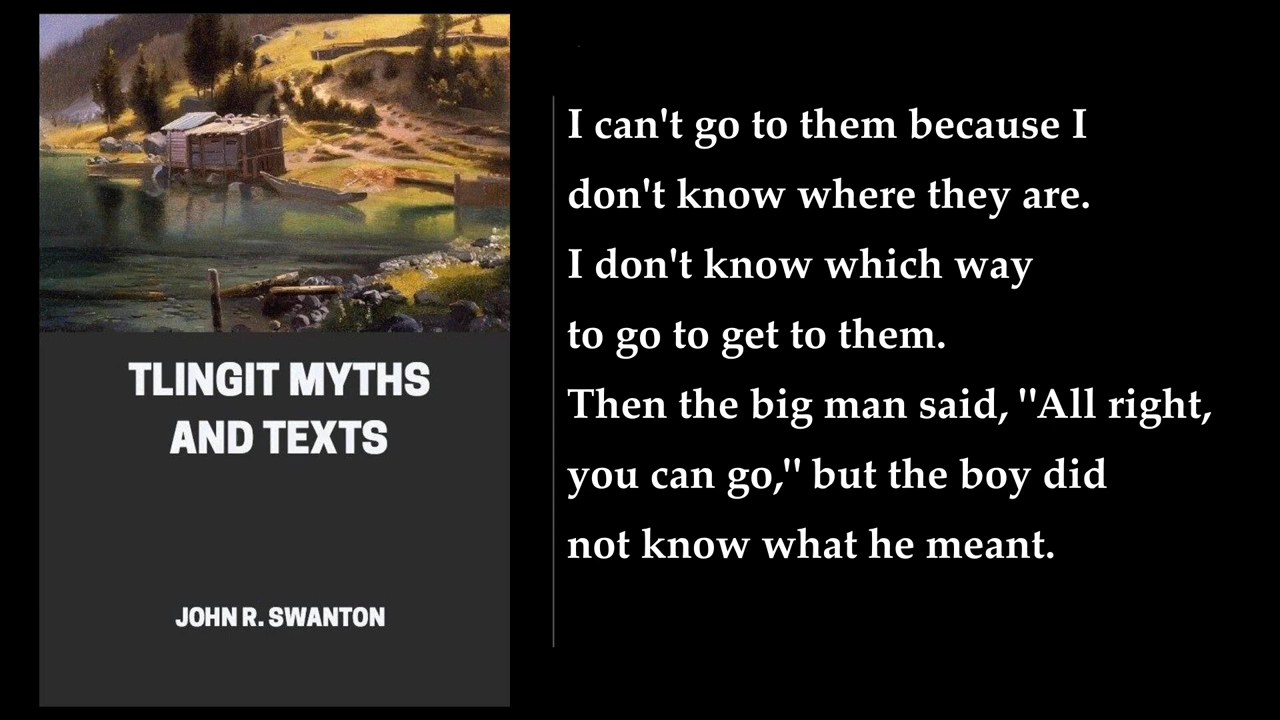 TLINGIT MYTHS
AND TEXTS
JOHN R. SWANTON
I can't go to them because I
don't know where they are.
I don't know which way
to go to get to them.
Then the big man said, "All right,
you can go," but the boy did
not know what he meant.